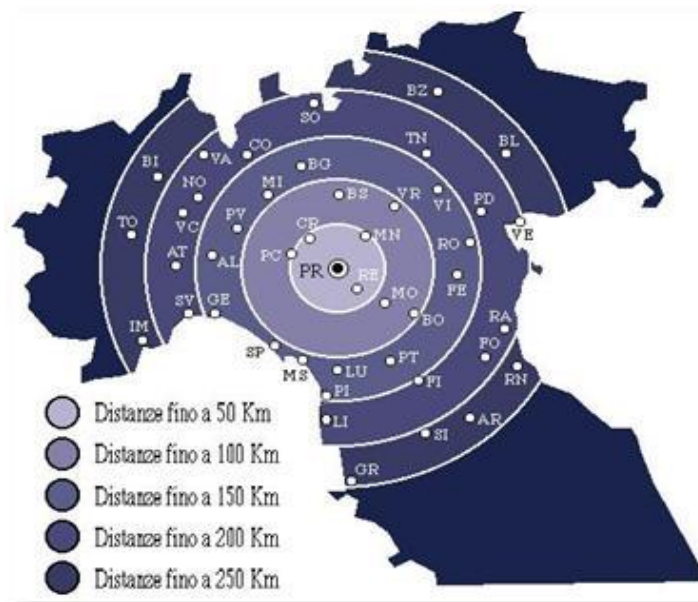 BZ
SO
TN
BL
VA
CO
BI
BG
NO
MI
BS
VR
VI
PD
VC
PV
CR
MN
TO
RO
VE
AT
AL
PC
PR
RE
FE
MO
SV
GE
BO
RA
IM
FO
SP
MS
LU
PT
RN
FI
PI
LI
AR
SI
GR
Distanze fino a 50 Km
Distanze fino a 100 Km
Distanze fino a 150 Km
Distanze fino a 200 Km
Distanze fino a 250 Km